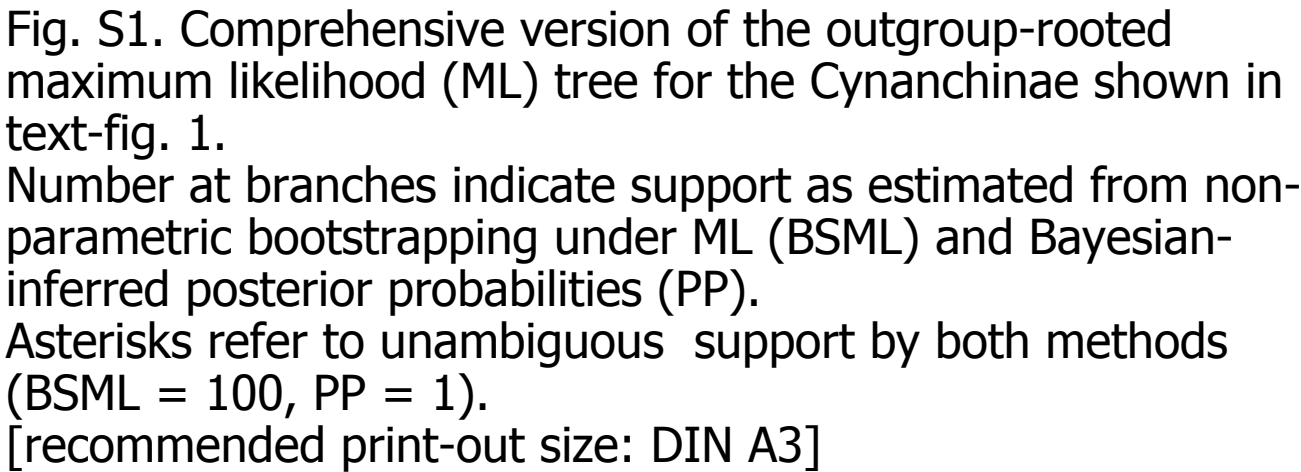 Fig. S1. Comprehensive version of the outgroup-rooted
maximum likelihood (ML) tree for the Cynanchinae shown in
text-fig. 1.
Number at branches indicate support as estimated from non-
parametric bootstrapping under ML (BSML) and Bayesian-
inferred posterior probabilities (PP).
Asterisks refer to unambiguous  support by both methods
(BSML = 100, PP = 1).
[recommended print-out size: DIN A3]